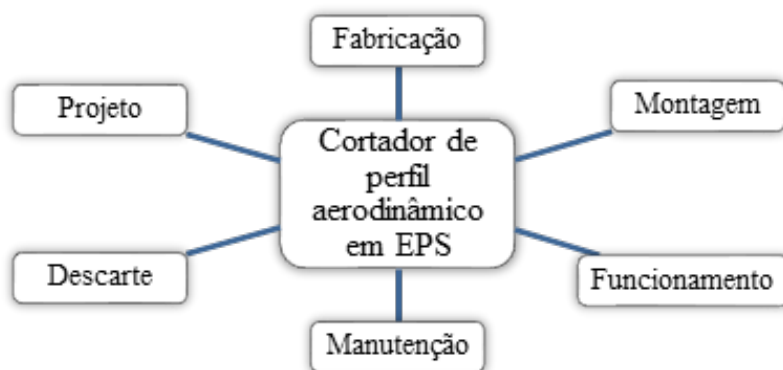 Fabricação
Projeto
Montagem
Cortador de
perfil
aerodinâmico
em EPS
Descarte
Funcionamento
Manutenção